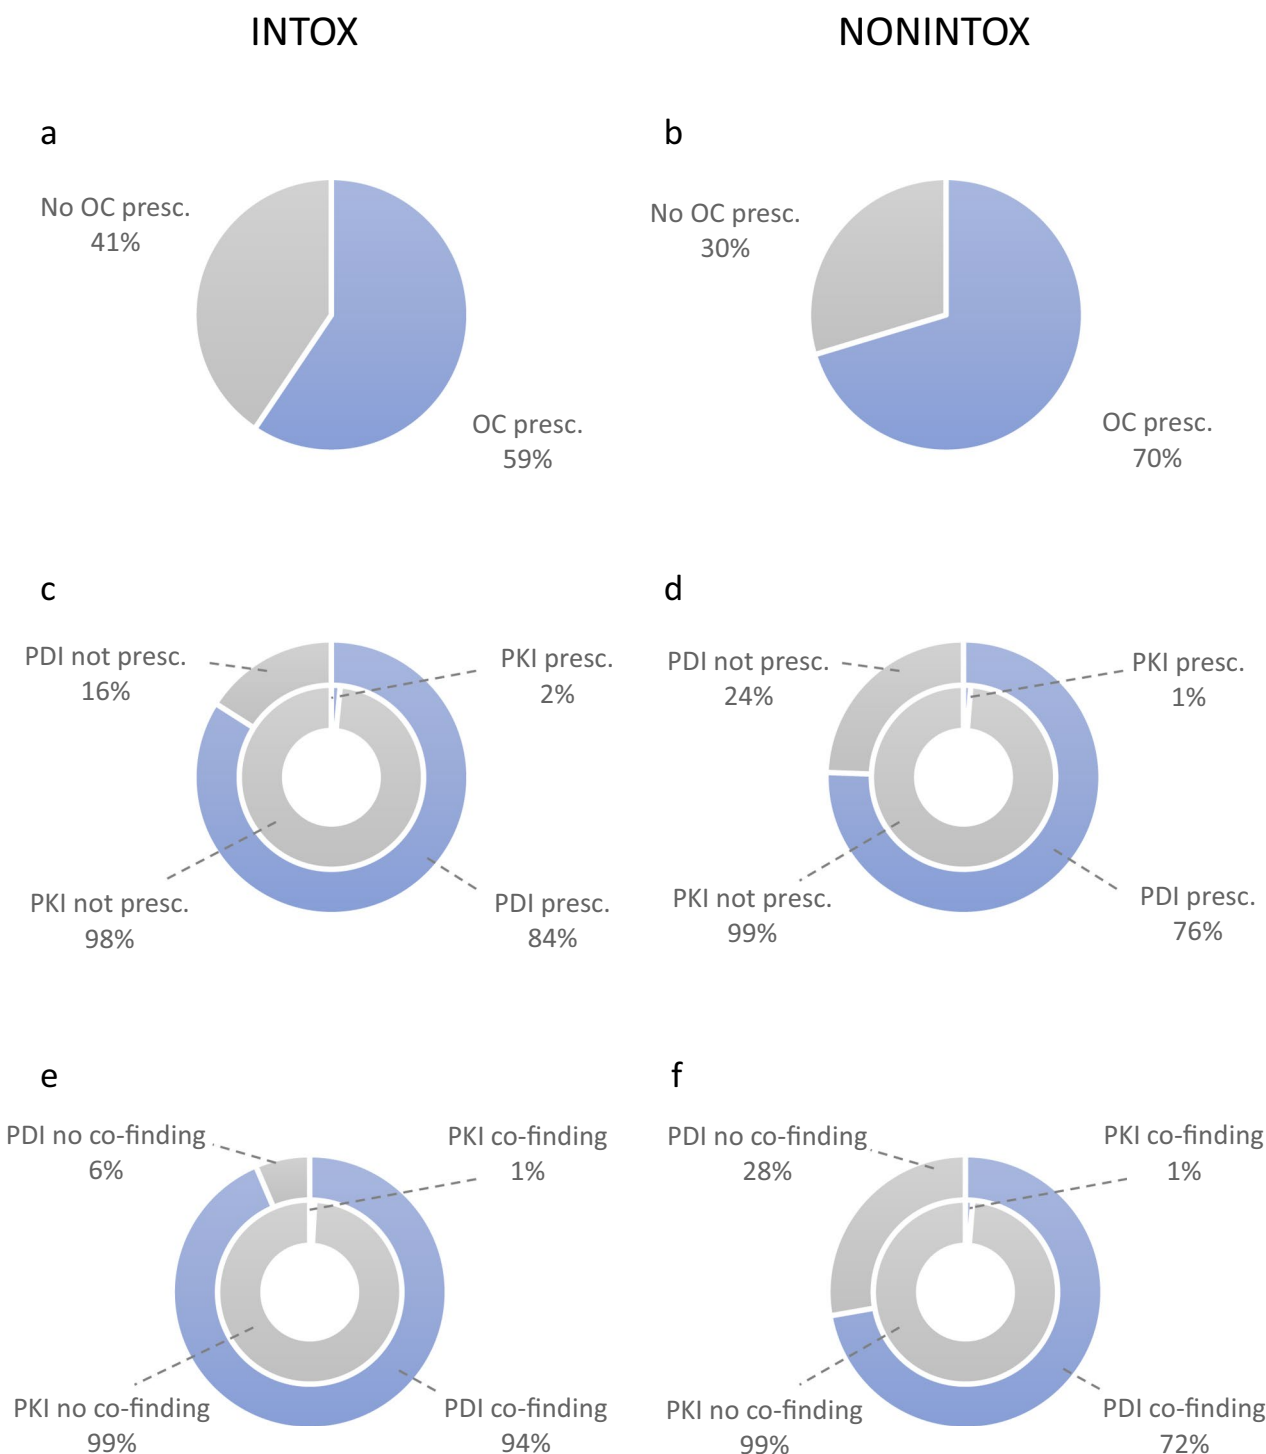 INTOX
NONINTOX
a
b
No OC presc.
41%
No OC presc.
30%
OC presc.
59%
OC presc.
70%
c
d
PDI not presc.
16%
PKI presc.
2%
PDI not presc.
24%
PKI presc.
1%
PKI not presc.
98%
PDI presc.
84%
PKI not presc.
99%
PDI presc.
76%
e
f
PDI no co-finding
6%
PKI co-finding
1%
PDI no co-finding
28%
PKI co-finding
1%
PKI no co-finding
99%
PDI co-finding
94%
PKI no co-finding
99%
PDI co-finding
72%